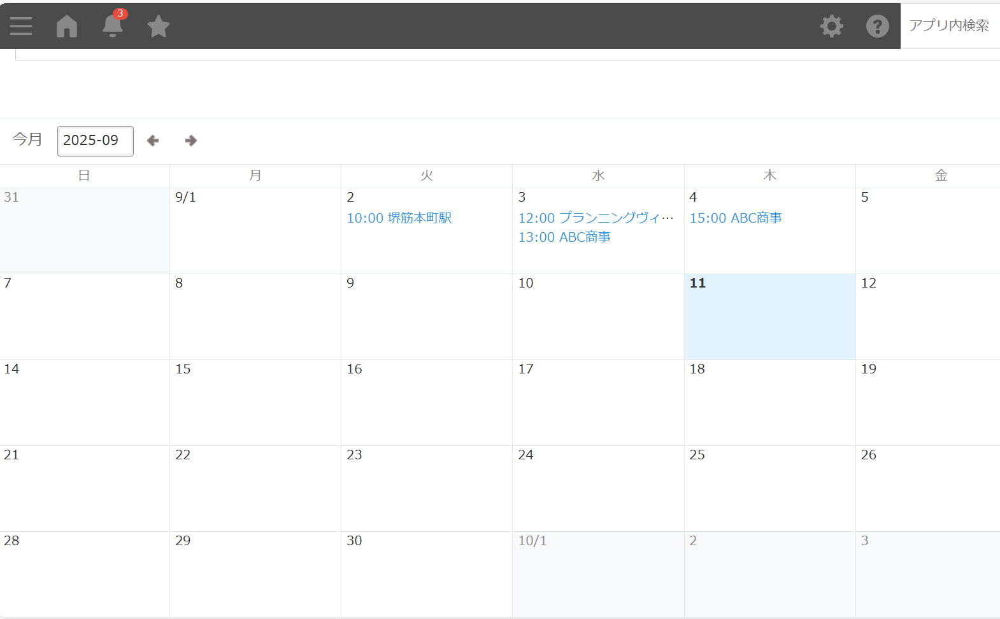 3
アプリ内検索
今月 2025-09
日 月 火 水 木 金
31 9/1 2 3 4 5
10:00 堺筋本町駅 12:00 プランニングヴィ… 15:00 ABC商事
13:00 ABC商事
7 8 9 10 11 12
14 15 16 17 18 19
21 22 23 24 25 26
28 29 30 10/1 2 3